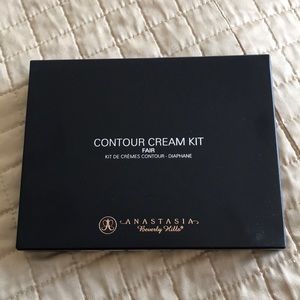 CONTOUR CREAM KIT
FAIR
KIT DE CRÈMES CONTOUR - DIAPHANE
ANASTASIA
Beverly Hills®